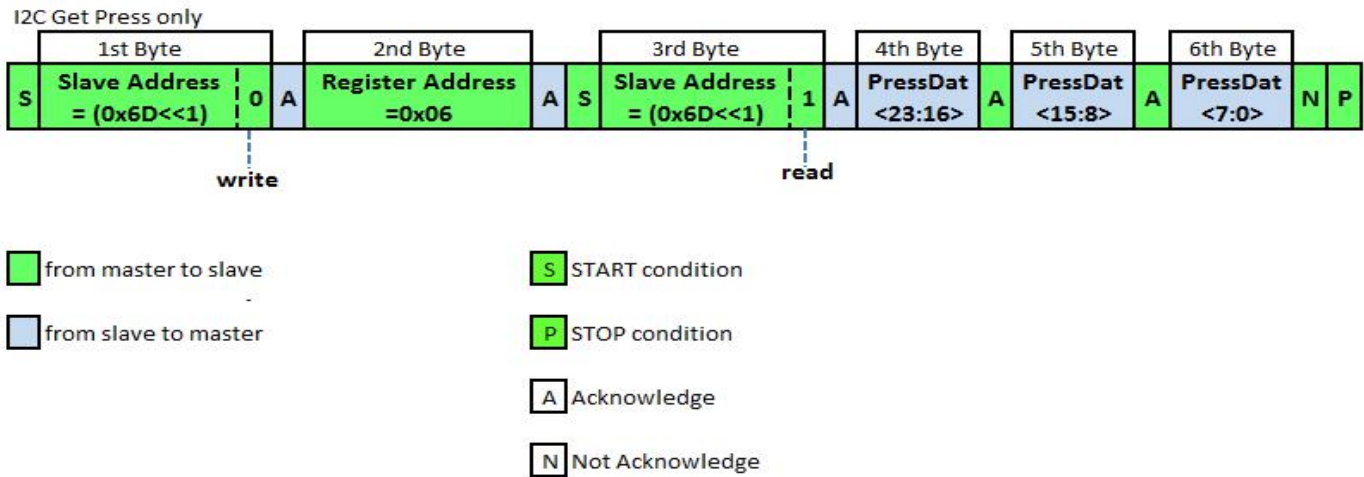 I2C Get Press only
1st Byte 2nd Byte 3rd Byte 4th Byte 5th Byte 6th Byte
S Slave Address = (0x6D<<1) 0 A Register Address =0x06 A S Slave Address = (0x6D<<1) 1 A PressDat <23:16> A PressDat <15:8> A PressDat <7:0> N P
write read
from master to slave
from slave to master
S START condition
P STOP condition
A Acknowledge
N Not Acknowledge